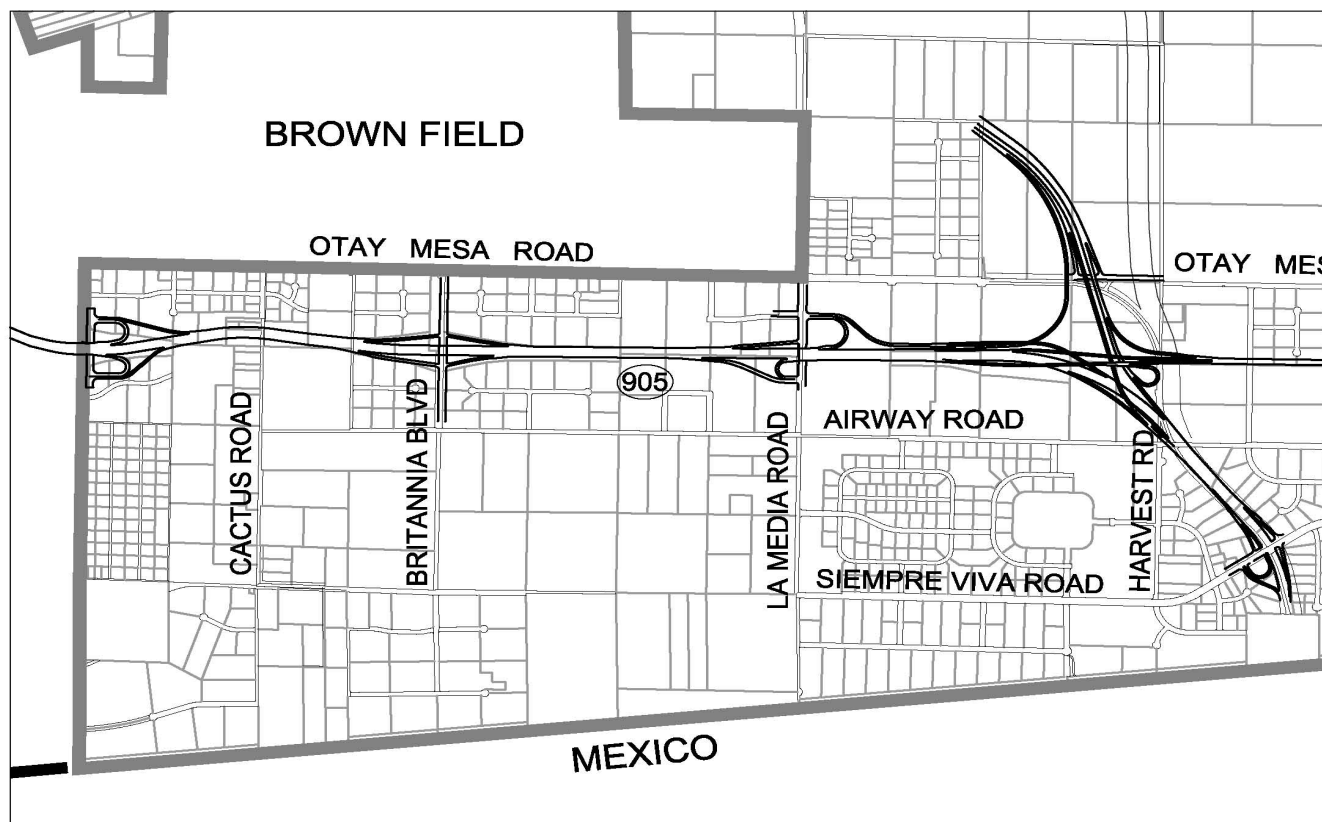 BROWN FIELD
OTAY MESA ROAD
OTAY MES
905
AIRWAY ROAD
CACTUS ROAD
BRITANNIA BLVD
LA MEDIA ROAD
HARVEST RD
SIEMPRE VIVA ROAD
MEXICO